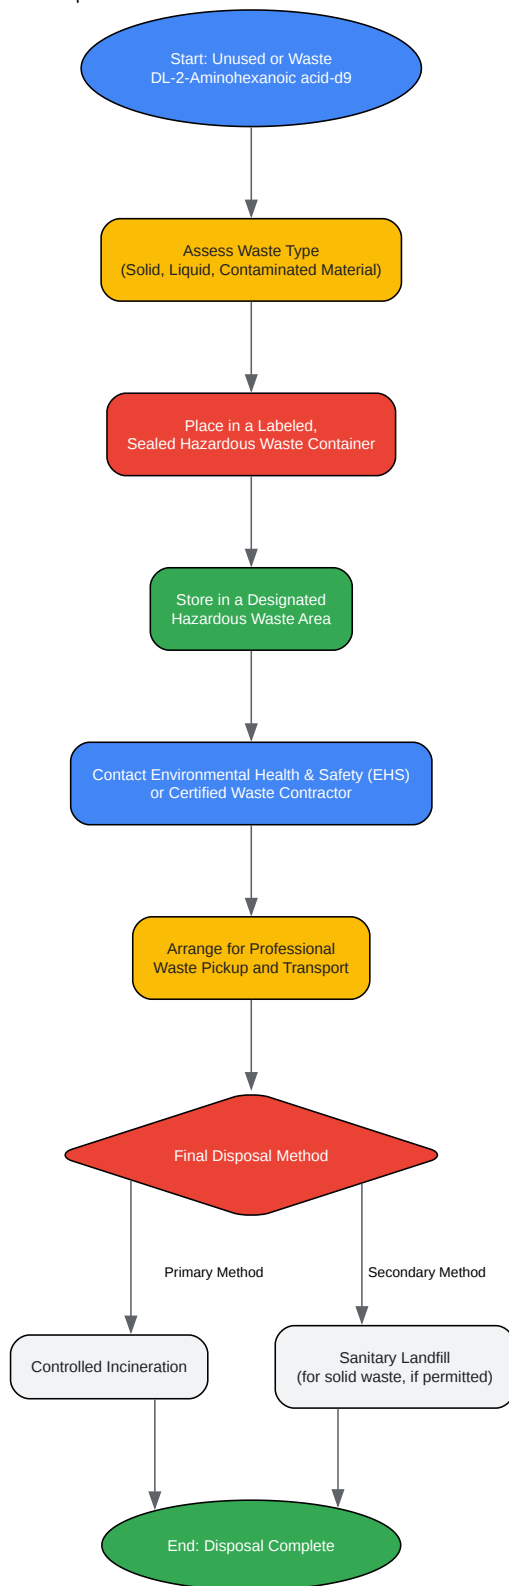 Start: Unused or Waste
DL-2-Aminohexanoic acid-d9
Assess Waste Type
(Solid, Liquid, Contaminated Material)
Place in a Labeled,
Sealed Hazardous Waste Container
Store in a Designated
Hazardous Waste Area
Contact Environmental Health & Safety (EHS)
or Certified Waste Contractor
Arrange for Professional
Waste Pickup and Transport
Final Disposal Method
Primary Method
Secondary Method
Controlled Incineration
Sanitary Landfill
(for solid waste, if permitted)
End: Disposal Complete